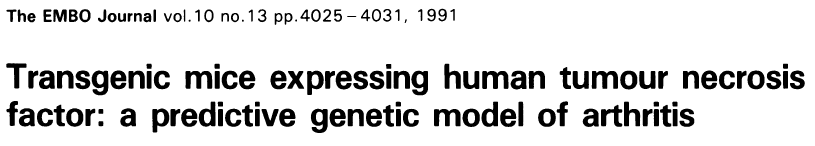 The EMBO Journal vol.10 no.13 pp.4025–4031, 1991
Transgenic mice expressing human tumour necrosis
factor: a predictive genetic model of arthritis